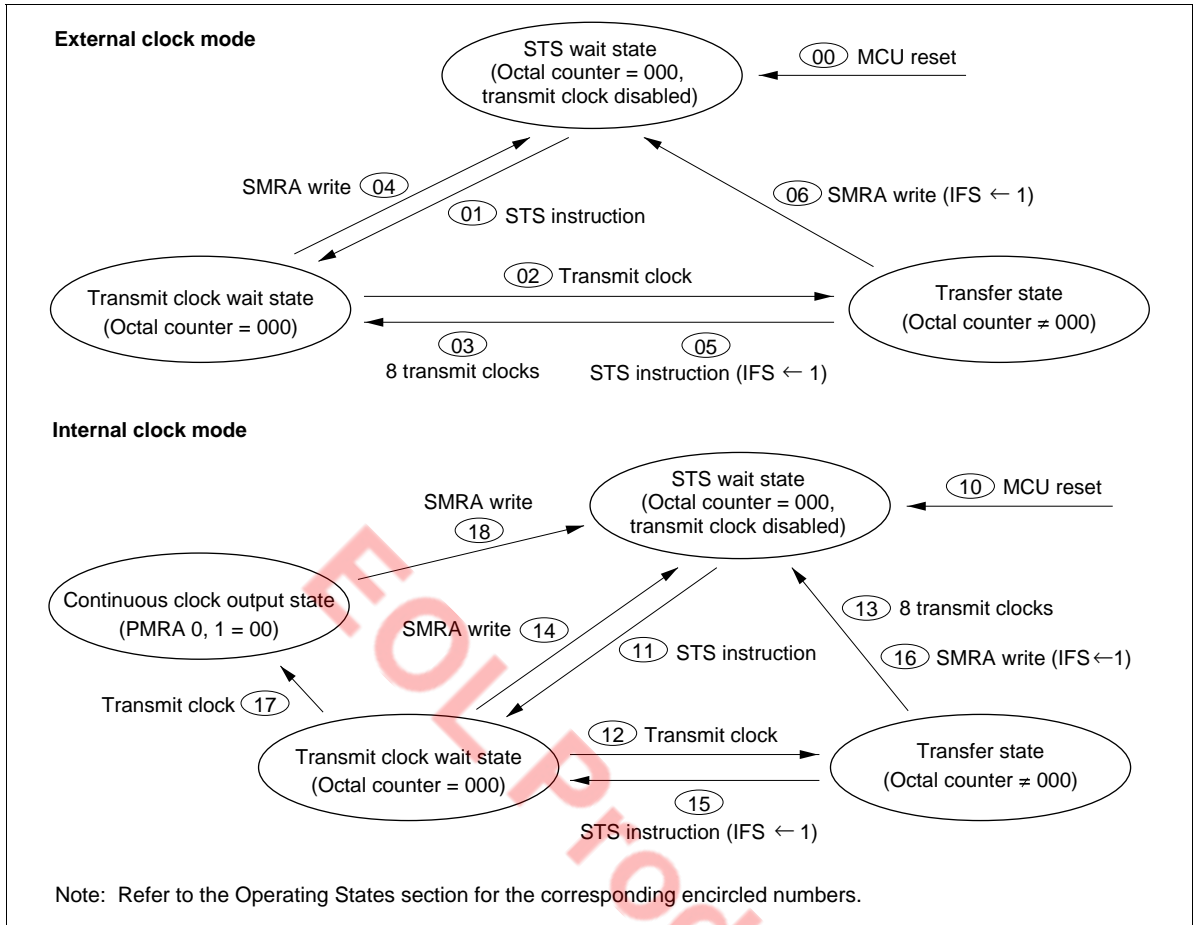 External clock mode
STS wait state
(Octal counter = 000,
transmit clock disabled)
00 MCU reset
SMRA write 04
01 STS instruction
06 SMRA write (IFS ← 1)
Transmit clock wait state
(Octal counter = 000)
02 Transmit clock
Transfer state
(Octal counter ≠ 000)
03
8 transmit clocks
05
STS instruction (IFS ← 1)
Internal clock mode
STS wait state
(Octal counter = 000,
transmit clock disabled)
10 MCU reset
SMRA write
18
Continuous clock output state
(PMRA 0, 1 = 00)
SMRA write 14
11 STS instruction
13 8 transmit clocks
16 SMRA write (IFS←1)
Transmit clock 17
Transmit clock wait state
(Octal counter = 000)
12 Transmit clock
Transfer state
(Octal counter ≠ 000)
15
STS instruction (IFS ← 1)
Note: Refer to the Operating States section for the corresponding encircled numbers.
EOL Prod